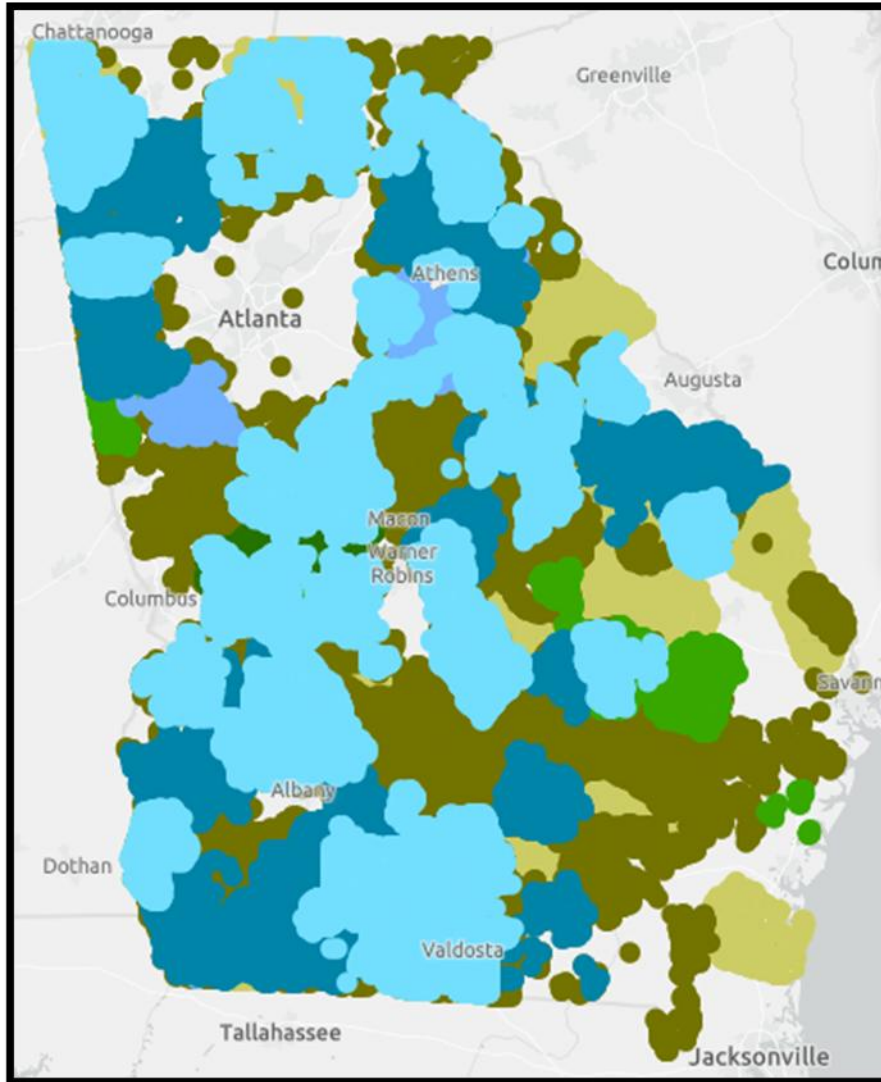 Chattanooga
Greenville
Colum
Athens
Atlanta
Augusta
Macon
Warner
Robins
Columbus
Savann
Albany
Dothan
Valdosta
Tallahassee
Jacksonville